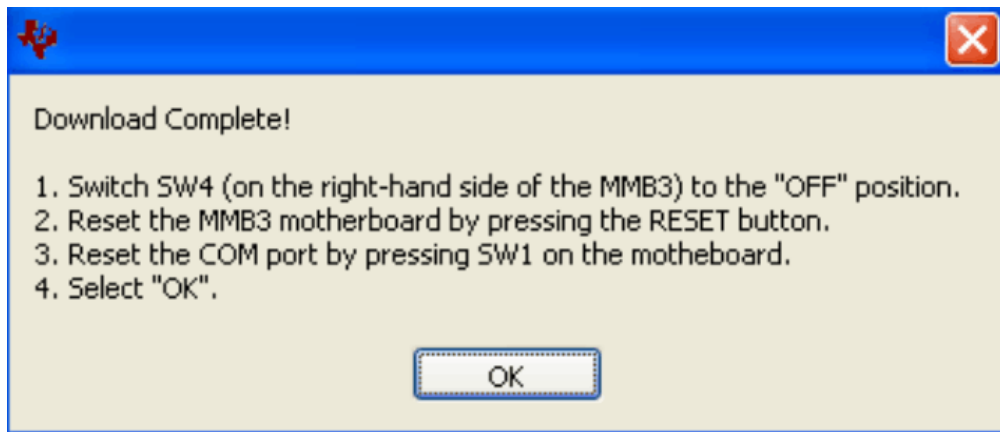 Download Complete!
1. Switch SW4 (on the right-hand side of the MMB3) to the "OFF" position.
2. Reset the MMB3 motherboard by pressing the RESET button.
3. Reset the COM port by pressing SW1 on the motheboard.
4. Select "OK".
OK